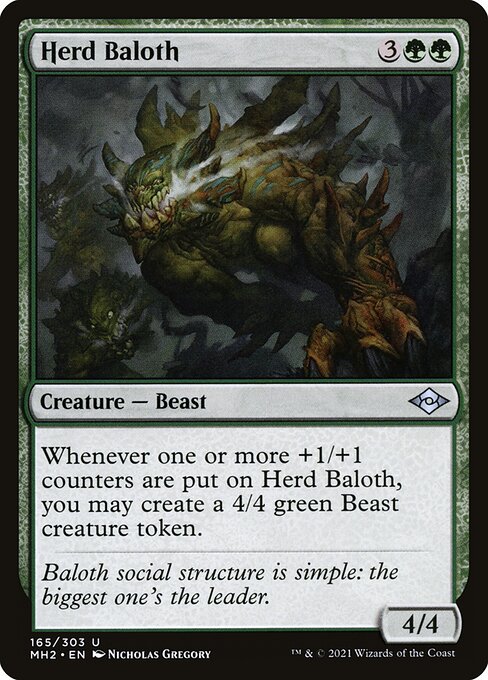 Herd Baloth 3
Creature — Beast
Whenever one or more +1/+1
counters are put on Herd Baloth,
you may create a 4/4 green Beast
creature token.
Baloth social structure is simple: the
biggest one's the leader.
4/4
165/303 U
MH2 • EN Nicholas Gregory
™ & © 2021 Wizards of the Coast